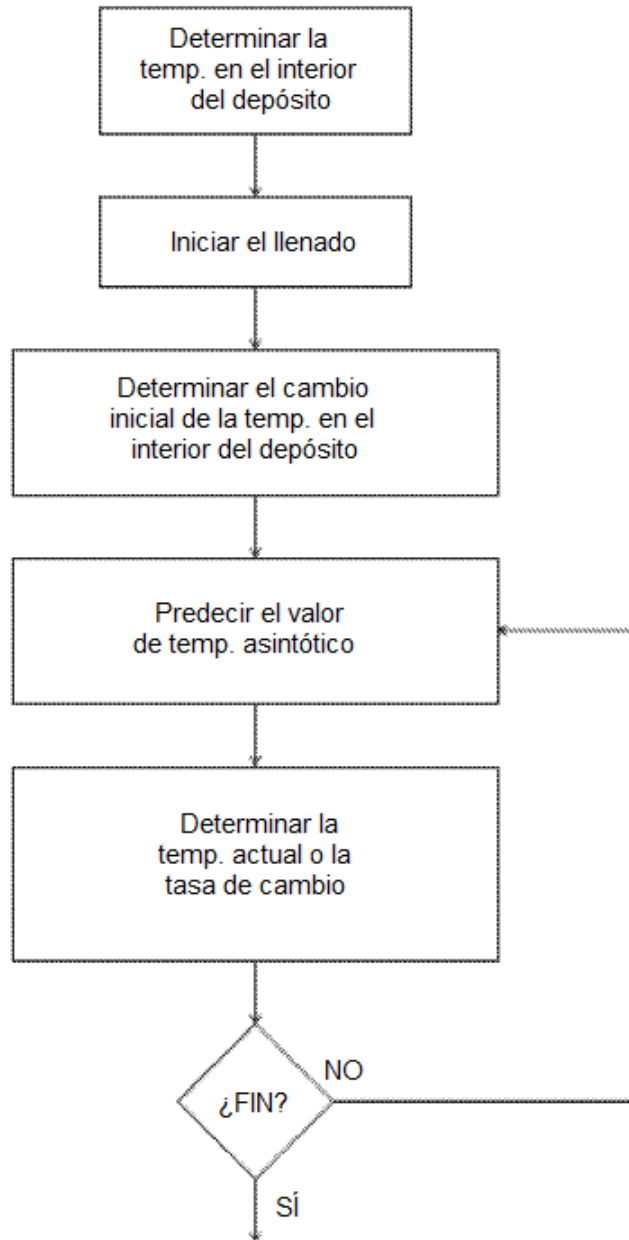 Determinar la
temp. en el interior
del depósito
Iniciar el llenado
Determinar el cambio
inicial de la temp. en el
interior del depósito
Predecir el valor
de temp. asintótico
Determinar la
temp. actual o la
tasa de cambio
¿FIN?
NO
SÍ